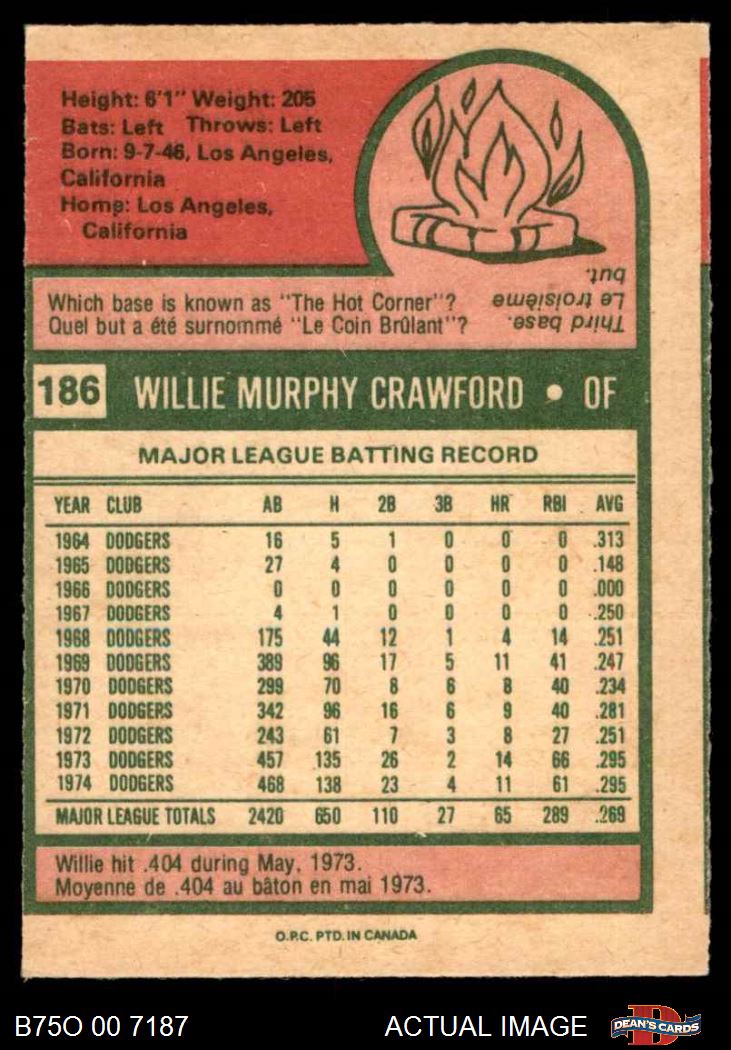 Height: 6'1" Weight: 205
Bats: Left Throws: Left
Born: 9-7-46, Los Angeles,
California
Home: Los Angeles,
California
Which base is known as "The Hot Corner"?
Quel but a été surnommé "Le Coin Brûlant"?
Third base.
Le troisième
but.
186 WILLIE MURPHY CRAWFORD • OF
MAJOR LEAGUE BATTING RECORD
YEAR CLUB AB H 2B 3B HR RBI AVG
1964 DODGERS 16 5 1 0 0 0 .313
1965 DODGERS 27 4 0 0 0 0 .148
1966 DODGERS 0 0 0 0 0 0 .000
1967 DODGERS 4 1 0 0 0 0 .250
1968 DODGERS 175 44 12 1 4 14 .251
1969 DODGERS 389 96 17 5 11 41 .247
1970 DODGERS 299 70 8 6 8 40 .234
1971 DODGERS 342 96 16 6 9 40 .281
1972 DODGERS 243 61 7 3 8 27 .251
1973 DODGERS 457 135 26 2 14 66 .295
1974 DODGERS 468 138 23 4 11 61 .295
MAJOR LEAGUE TOTALS 2420 650 110 27 65 289 .269
Willie hit .404 during May, 1973.
Moyenne de .404 au bâton en mai 1973.
O.P.C. PTD. IN CANADA
B75O 00 7187 ACTUAL IMAGE D DEAN'S CARDS